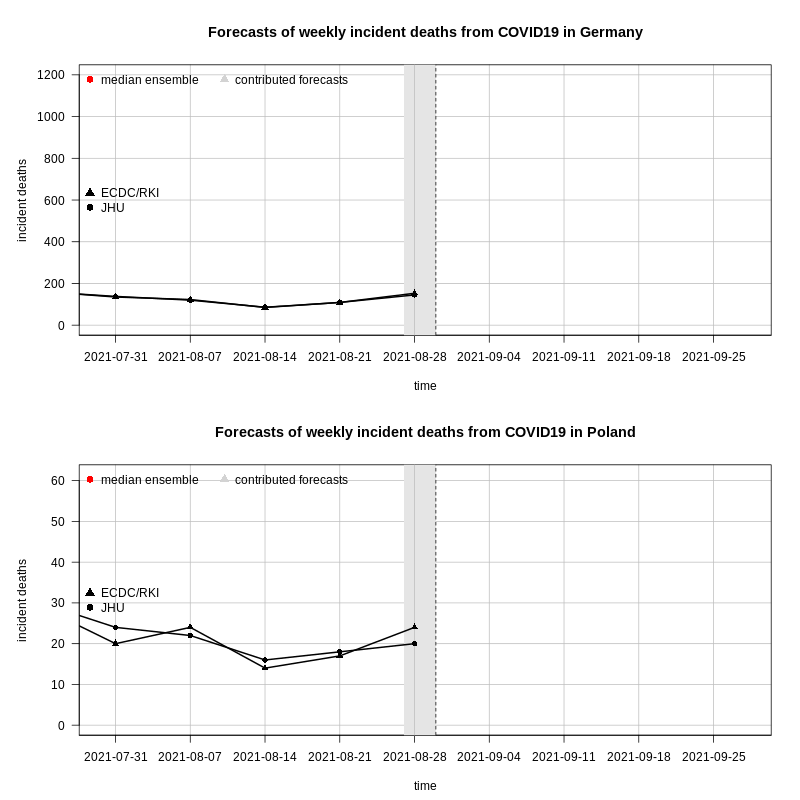 Forecasts of weekly incident deaths from COVID19 in Germany
1200
median ensemble
contributed forecasts
1000
800
ECDC/RKI
JHU
600
400
200
0
incident deaths
2021-07-31 2021-08-07 2021-08-14 2021-08-21 2021-08-28 2021-09-04 2021-09-11 2021-09-18 2021-09-25
time
Forecasts of weekly incident deaths from COVID19 in Poland
60
median ensemble
contributed forecasts
50
40
ECDC/RKI
30
JHU
20
10
0
incident deaths
2021-07-31 2021-08-07 2021-08-14 2021-08-21 2021-08-28 2021-09-04 2021-09-11 2021-09-18 2021-09-25
time